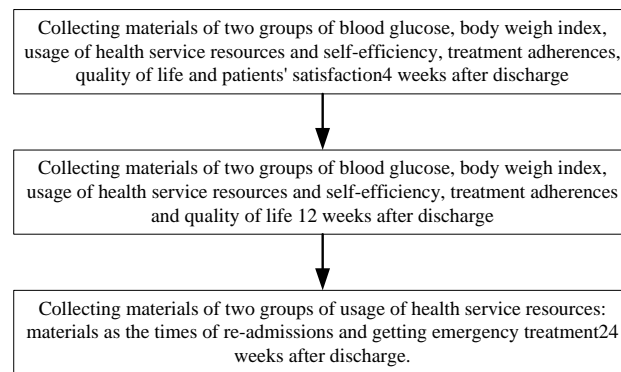 Collecting materials of two groups of blood glucose, body weigh index,
usage of health service resources and self-efficiency, treatment adherences,
quality of life and patients' satisfaction4 weeks after discharge
Collecting materials of two groups of blood glucose, body weigh index,
usage of health service resources and self-efficiency, treatment adherences
and quality of life 12 weeks after discharge
Collecting materials of two groups of usage of health service resources:
materials as the times of re-admissions and getting emergency treatment24
weeks after discharge.